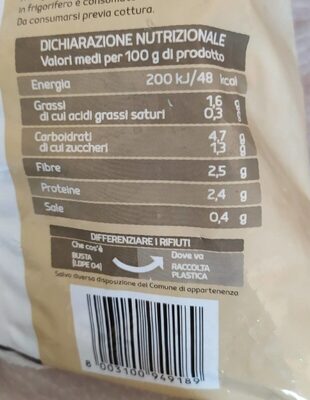 in frigorifero e consumato
Da consumarsi previa cottura.
DICHIARAZIONE NUTRIZIONALE
Valori medi per 100 g di prodotto
Energia 200 kJ/48 kcal
Grassi 1,6 g
di cui acidi grassi saturi 0,3 g
Carboidrati 4,7 g
di cui zuccheri 1,3 g
Fibre 2,5 g
Proteine 2,4 g
Sale 0,4 g
DIFFERENZIARE I RIFIUTI
Che cos'è Dove va
BUSTA RACCOLTA
(LDPE 04) PLASTICA
Salvo diversa disposizione del Comune di appartenenza
8 003100 949189